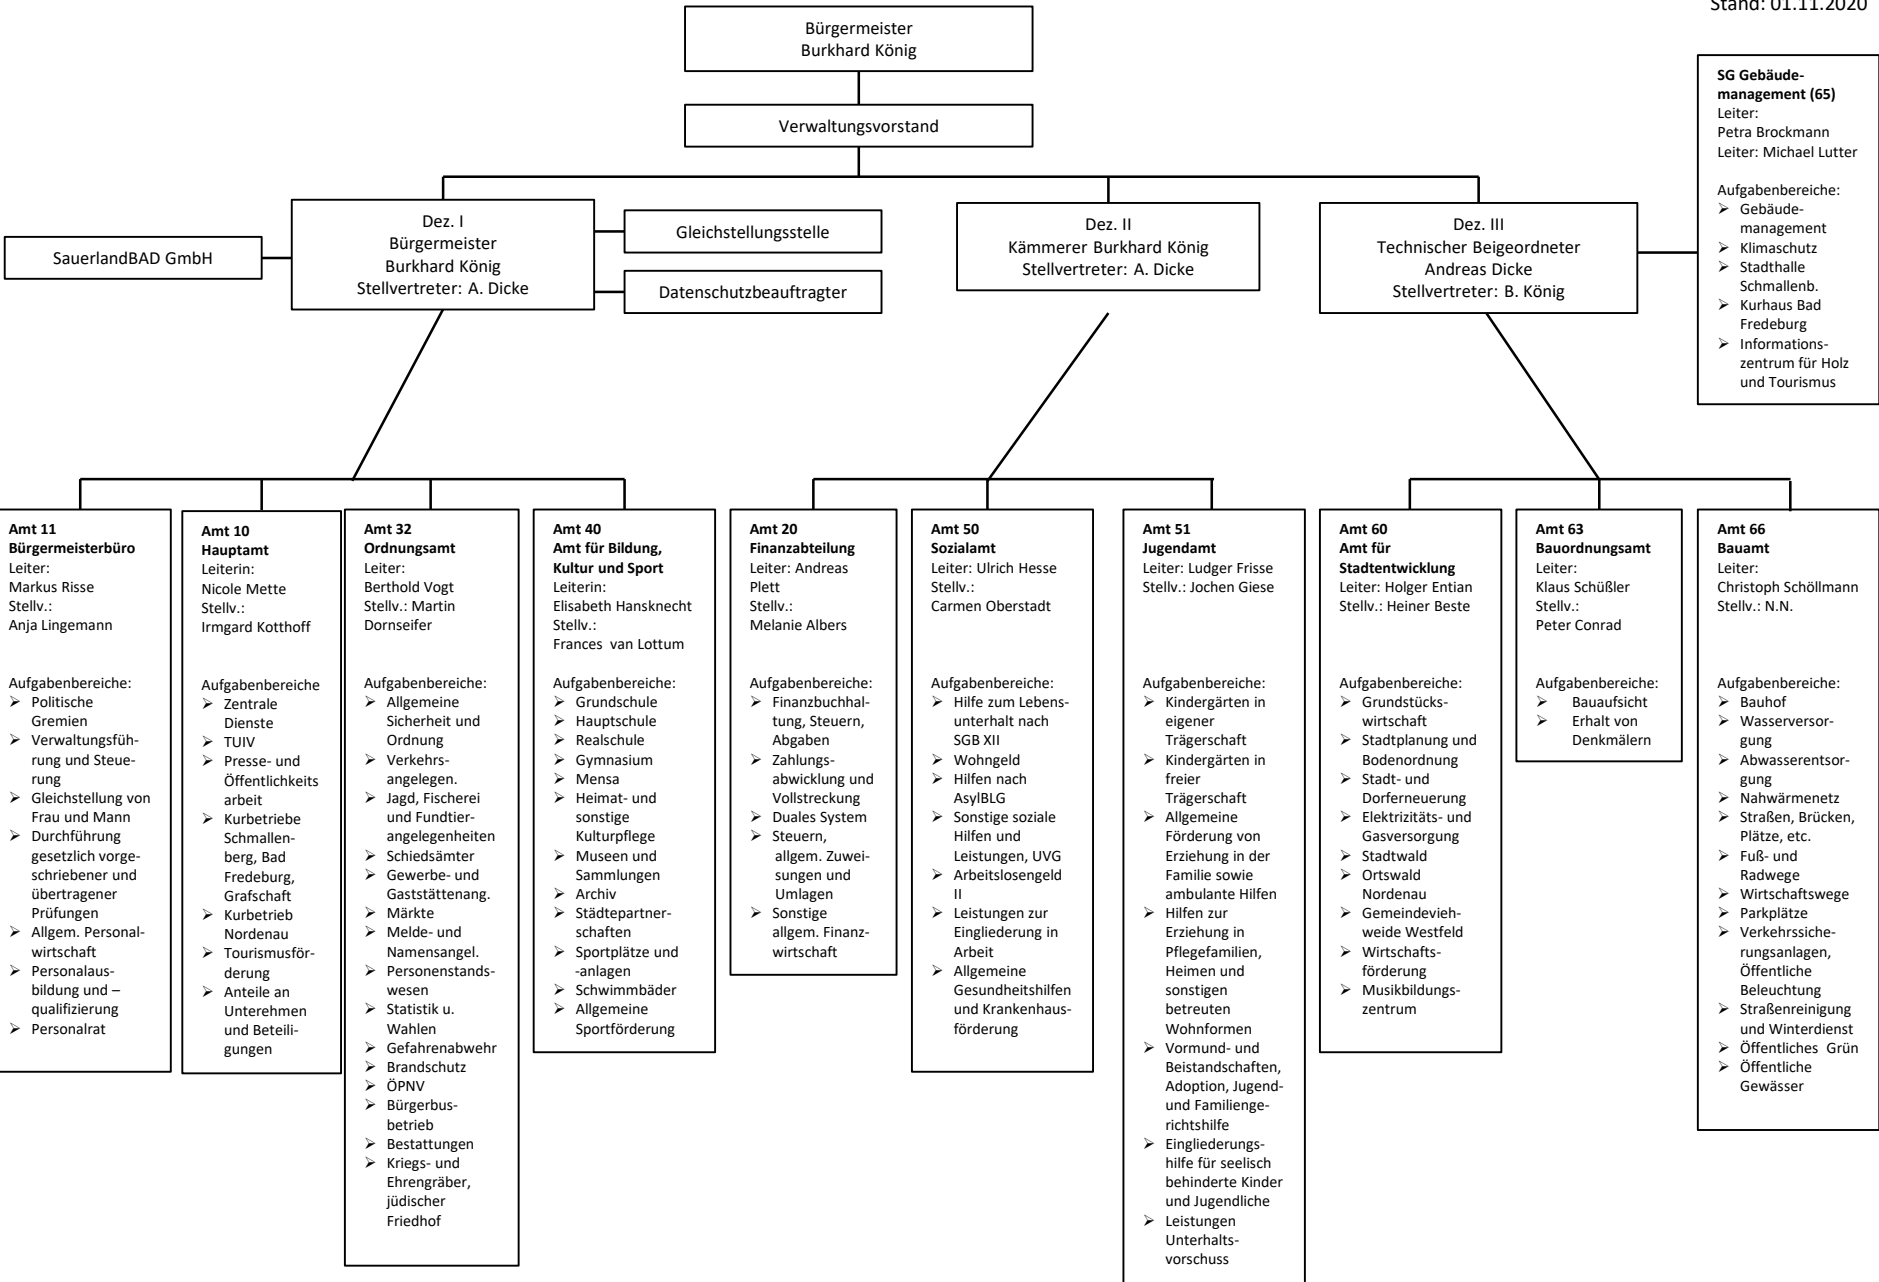 Stand: 01.11.2020
Bürgermeister
Burkhard König
Verwaltungsvorstand
SG Gebäude-
management (65)
Leiter:
Petra Brockmann
Leiter: Michael Lutter
Aufgabenbereiche:
➢ Gebäude-
management
➢ Klimaschutz
➢ Stadthalle
Schmallenb.
➢ Kurhaus Bad
Fredeburg
➢ Informations-
zentrum für Holz
und Tourismus
SauerlandBAD GmbH
Dez. I
Bürgermeister
Burkhard König
Stellvertreter: A. Dicke
Gleichstellungsstelle
Datenschutzbeauftragter
Dez. II
Kämmerer Burkhard König
Stellvertreter: A. Dicke
Dez. III
Technischer Beigeordneter
Andreas Dicke
Stellvertreter: B. König
Amt 11
Bürgermeisterbüro
Leiter:
Markus Risse
Stellv.:
Anja Lingemann
Aufgabenbereiche:
➢ Politische
Gremien
➢ Verwaltungsfüh-
rung und Steue-
rung
➢ Gleichstellung von
Frau und Mann
➢ Durchführung
gesetzlich vorge-
schriebener und
übertragener
Prüfungen
➢ Allgem. Personal-
wirtschaft
➢ Personalaus-
bildung und –
qualifizierung
➢ Personalrat
Amt 10
Hauptamt
Leiterin:
Nicole Mette
Stellv.:
Irmgard Kotthoff
Aufgabenbereiche
➢ Zentrale
Dienste
➢ TUIV
➢ Presse- und
Öffentlichkeits
arbeit
➢ Kurbetriebe
Schmallen-
berg, Bad
Fredeburg,
Grafschaft
➢ Kurbetrieb
Nordenau
➢ Tourismusför-
derung
➢ Anteile an
Unterehmen
und Beteili-
gungen
Amt 32
Ordnungsamt
Leiter:
Berthold Vogt
Stellv.: Martin
Dornseifer
Aufgabenbereiche:
➢ Allgemeine
Sicherheit und
Ordnung
➢ Verkehrs-
angelegen.
➢ Jagd, Fischerei
und Fundtier-
angelegenheiten
➢ Schiedsämter
➢ Gewerbe- und
Gaststättenang.
➢ Märkte
➢ Melde- und
Namensangel.
➢ Personenstands-
wesen
➢ Statistik u.
Wahlen
➢ Gefahrenabwehr
➢ Brandschutz
➢ ÖPNV
➢ Bürgerbus-
betrieb
➢ Bestattungen
➢ Kriegs- und
Ehrengräber,
jüdischer
Friedhof
Amt 40
Amt für Bildung,
Kultur und Sport
Leiterin:
Elisabeth Hansknecht
Stellv.:
Frances van Lottum
Aufgabenbereiche:
➢ Grundschule
➢ Hauptschule
➢ Realschule
➢ Gymnasium
➢ Mensa
➢ Heimat- und
sonstige
Kulturpflege
➢ Museen und
Sammlungen
➢ Archiv
➢ Städtepartner-
schaften
➢ Sportplätze und
-anlagen
➢ Schwimmbäder
➢ Allgemeine
Sportförderung
Amt 20
Finanzabteilung
Leiter: Andreas
Plett
Stellv.:
Melanie Albers
Aufgabenbereiche:
➢ Finanzbuchhal-
tung, Steuern,
Abgaben
➢ Zahlungs-
abwicklung und
Vollstreckung
➢ Duales System
➢ Steuern,
allgem. Zuwei-
sungen und
Umlagen
➢ Sonstige
allgem. Finanz-
wirtschaft
Amt 50
Sozialamt
Leiter: Ulrich Hesse
Stellv.:
Carmen Oberstadt
Aufgabenbereiche:
➢ Hilfe zum Lebens-
unterhalt nach
SGB XII
➢ Wohngeld
➢ Hilfen nach
AsylBLG
➢ Sonstige soziale
Hilfen und
Leistungen, UVG
➢ Arbeitslosengeld
II
➢ Leistungen zur
Eingliederung in
Arbeit
➢ Allgemeine
Gesundheitshilfen
und Krankenhaus-
förderung
Amt 51
Jugendamt
Leiter: Ludger Frisse
Stellv.: Jochen Giese
Aufgabenbereiche:
➢ Kindergärten in
eigener
Trägerschaft
➢ Kindergärten in
freier
Trägerschaft
➢ Allgemeine
Förderung von
Erziehung in der
Familie sowie
ambulante Hilfen
➢ Hilfen zur
Erziehung in
Pflegefamilien,
Heimen und
sonstigen
betreuten
Wohnformen
➢ Vormund- und
Beistandschaften,
Adoption, Jugend-
und Familienge-
richtshilfe
➢ Eingliederungs-
hilfe für seelisch
behinderte Kinder
und Jugendliche
➢ Leistungen
Unterhalts-
vorschuss
Amt 60
Amt für
Stadtentwicklung
Leiter: Holger Entian
Stellv.: Heiner Beste
Aufgabenbereiche:
➢ Grundstücks-
wirtschaft
➢ Stadtplanung und
Bodenordnung
➢ Stadt- und
Dorferneuerung
➢ Elektrizitäts- und
Gasversorgung
➢ Stadtwald
➢ Ortswald
Nordenau
➢ Gemeindevieh-
weide Westfeld
➢ Wirtschafts-
förderung
➢ Musikbildungs-
zentrum
Amt 63
Bauordnungsamt
Leiter:
Klaus Schüßler
Stellv.:
Peter Conrad
Aufgabenbereiche:
➢ Bauaufsicht
➢ Erhalt von
Denkmälern
Amt 66
Bauamt
Leiter:
Christoph Schöllmann
Stellv.: N.N.
Aufgabenbereiche:
➢ Bauhof
➢ Wasserversor-
gung
➢ Abwasserentsor-
gung
➢ Nahwärmenetz
➢ Straßen, Brücken,
Plätze, etc.
➢ Fuß- und
Radwege
➢ Wirtschaftswege
➢ Parkplätze
➢ Verkehrssiche-
rungsanlagen,
Öffentliche
Beleuchtung
➢ Straßenreinigung
und Winterdienst
➢ Öffentliches Grün
➢ Öffentliche
Gewässer